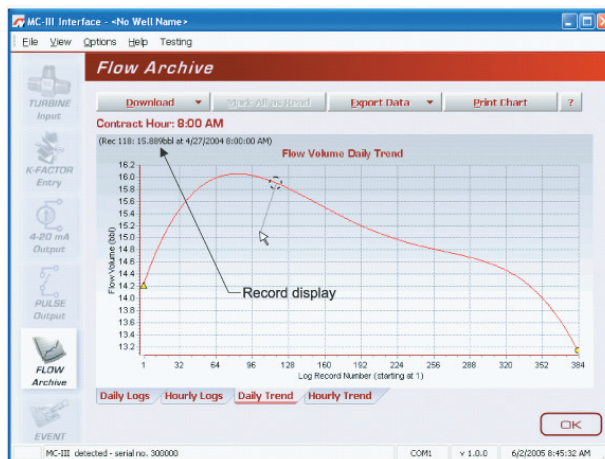 MC-III Interface - <No Well Name>
File View Options Help Testing
Flow Archive
TURBINE
Input
K-FACTOR
Entry
4-20 mA
Output
PULSE
Output
FLOW
Archive
EVENT
Download
Mark All as Read
Export Data
Print Chart
?
Contract Hour: 8:00 AM
(Rec 118: 15.889bbl at 4/27/2004 8:00:00 AM)
Flow Volume Daily Trend
Flow Volume (bbl)
16.2
16.0
15.8
15.6
15.4
15.2
15.0
14.8
14.6
14.4
14.2
14.0
13.8
13.6
13.4
13.2
Record display
1 32 64 96 128 160 192 224 256 288 320 352 384
Log Record Number (starting at 1)
Daily Logs Hourly Logs Daily Trend Hourly Trend
OK
MC-III detected - serial no. 300000 COM1 v 1.0.0 6/2/2005 8:45:32 AM